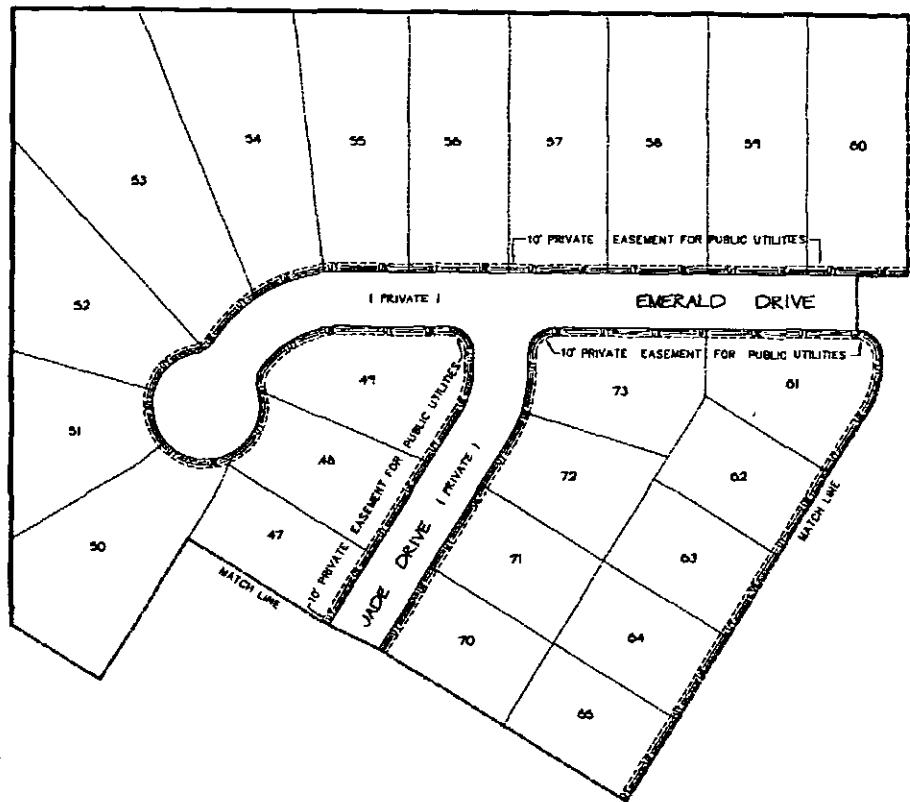 54
55
56
57
58
59
60
53
10' PRIVATE EASEMENT FOR PUBLIC UTILITIES
52
( PRIVATE )
EMERALD DRIVE
10' PRIVATE EASEMENT FOR PUBLIC UTILITIES
49
73
61
51
48
72
62
10' PRIVATE EASEMENT FOR PUBLIC UTILITIES
JADE DRIVE ( PRIVATE )
MATCH LINE
50
47
71
63
MATCH LINE
70
64
65